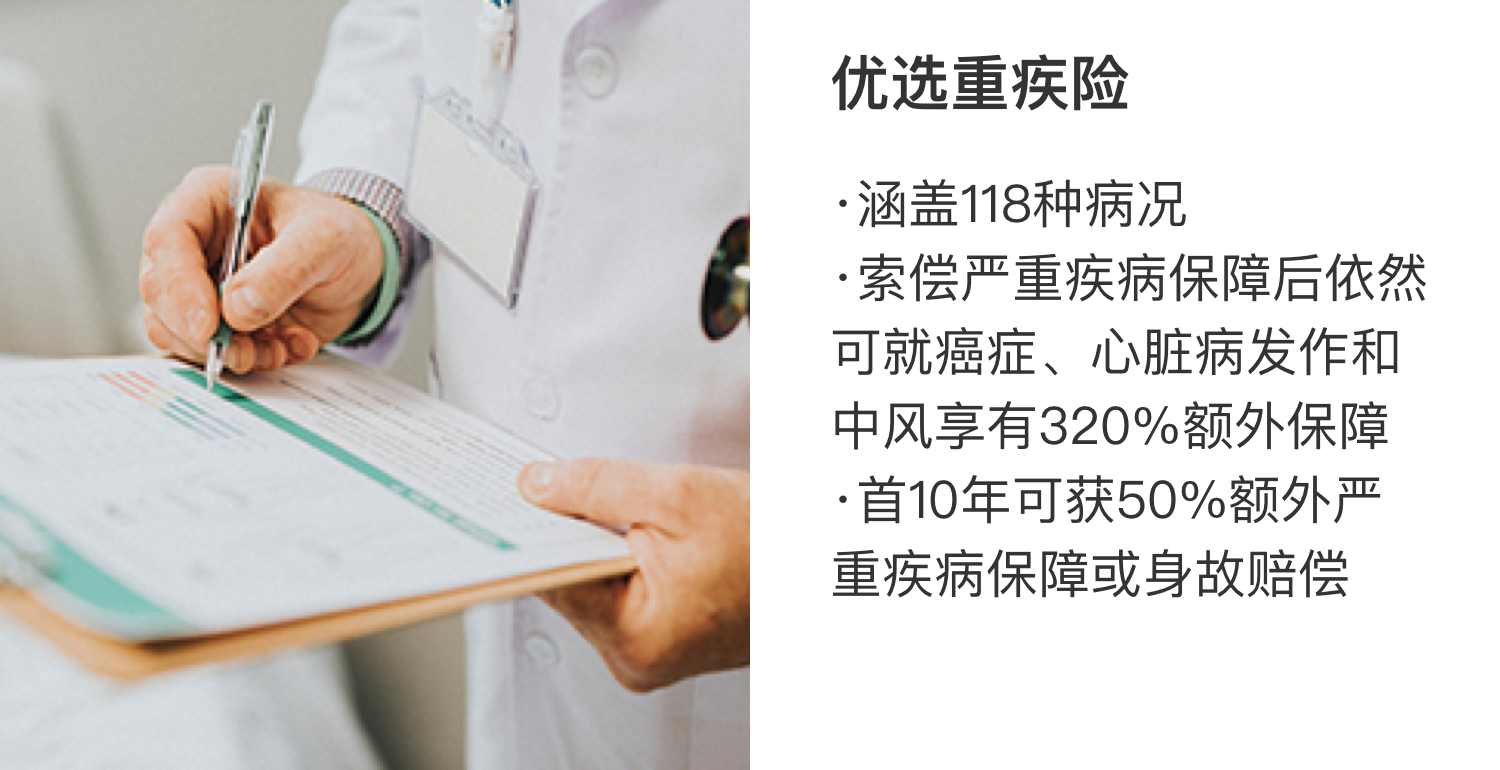 优选重疾险
·涵盖118种病况
·索偿严重疾病保障后依然
可就癌症、心脏病发作和
中风享有320%额外保障
·首10年可获50%额外严
重疾病保障或身故赔偿